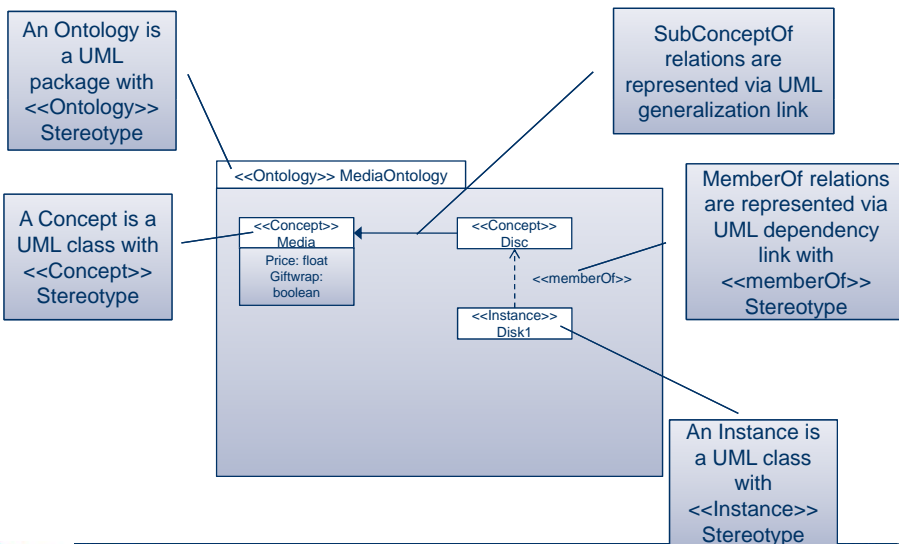 An Ontology is
a UML
package with
<<Ontology>>
Stereotype
SubConceptOf
relations are
represented via UML
generalization link
<<Ontology>> MediaOntology
A Concept is a
UML class with
<<Concept>>
Stereotype
<<Concept>>
Media
Price: float
Giftwrap:
boolean
<<Concept>>
Disc
<<memberOf>>
<<Instance>>
Disk1
MemberOf relations
are represented via
UML dependency
link with
<<memberOf>>
Stereotype
An Instance is
a UML class
with
<<Instance>>
Stereotype